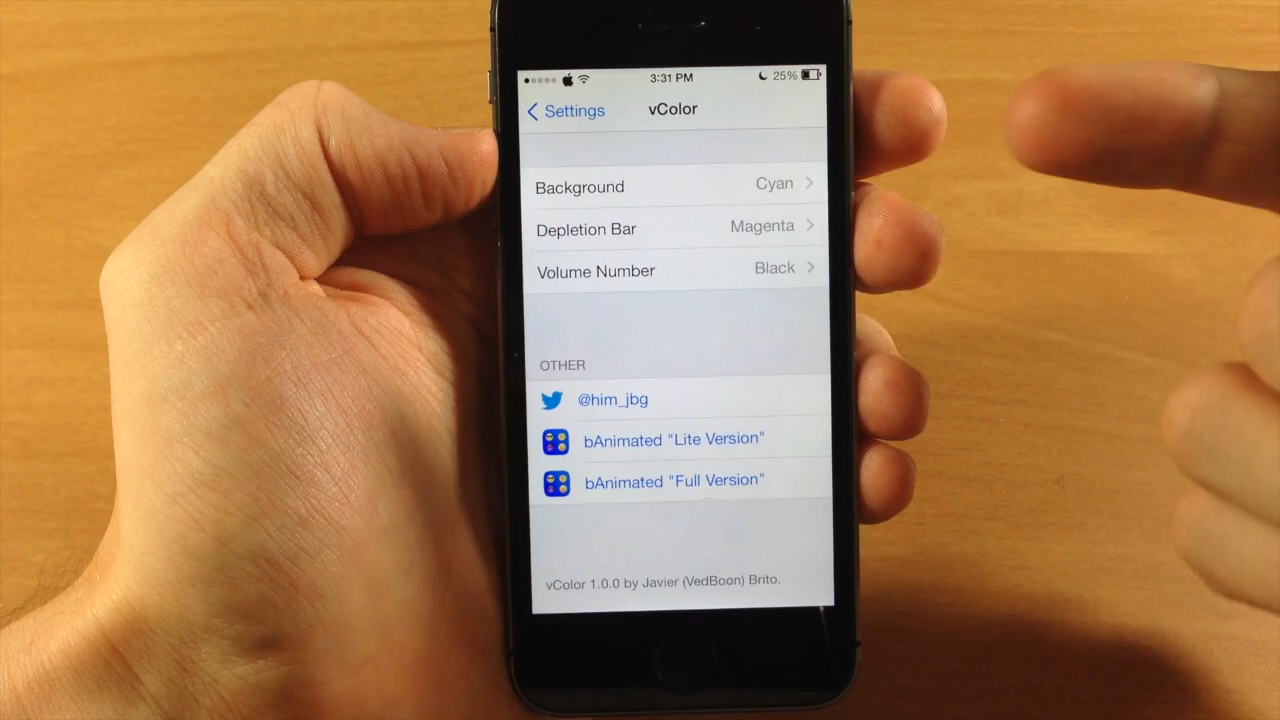 3:31 PM 25%
Settings vColor
Background Cyan
Depletion Bar Magenta
Volume Number Black
OTHER
@him_jbg
bAnimated "Lite Version"
bAnimated "Full Version"
vColor 1.0.0 by Javier (VedBoon) Brito.